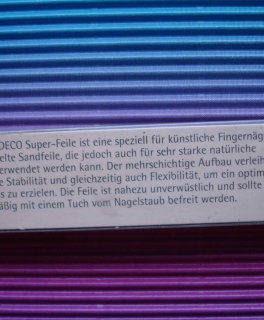 DECO Super-Feile ist eine speziell für künstliche Fingernäg
elte Sandfeile, die jedoch auch für sehr starke natürliche
erwendet werden kann. Der mehrschichtige Aufbau verleih
e Stabilität und gleichzeitig auch Flexibilität, um ein optim
s zu erzielen. Die Feile ist nahezu unverwüstlich und sollte
äßig mit einem Tuch vom Nagelstaub befreit werden.